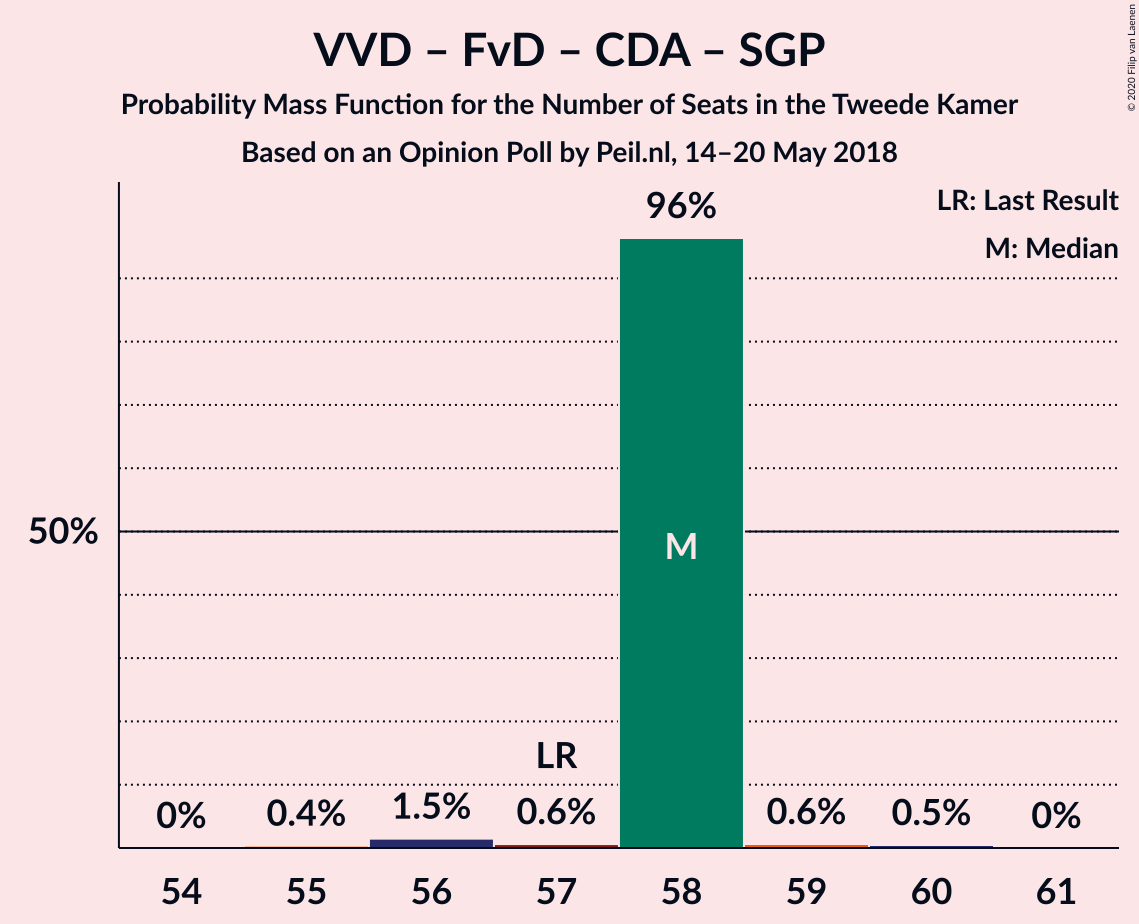 VVD – FvD – CDA – SGP
Probability Mass Function for the Number of Seats in the Tweede Kamer
Based on an Opinion Poll by Peil.nl, 14–20 May 2018
© 2020 Filip van Laenen
LR: Last Result
M: Median
96%
50%
M
LR
0% 0.4% 1.5% 0.6% 0.6% 0.5% 0%
54 55 56 57 58 59 60 61